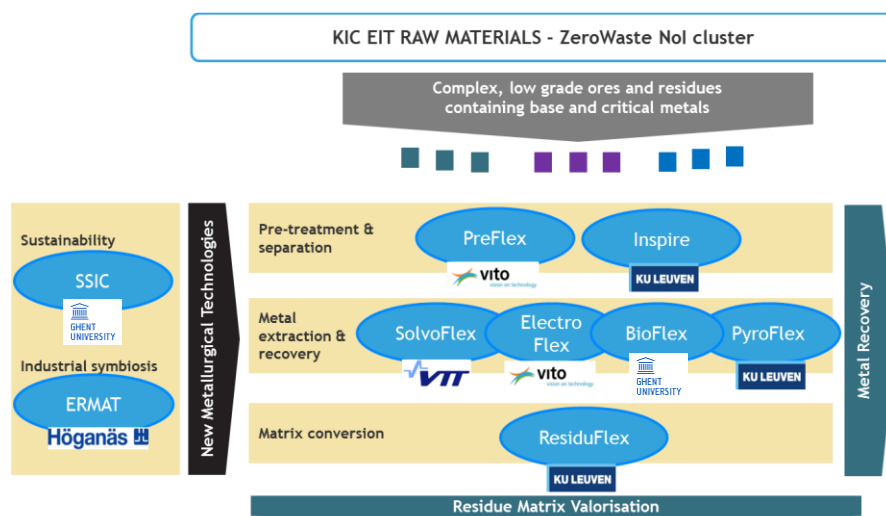 KIC EIT RAW MATERIALS - ZeroWaste NoI cluster
Complex, low grade ores and residues
containing base and critical metals
Sustainability
SSIC
GHENT
UNIVERSITY
Industrial symbiosis
ERMAT
Höganäs
New Metallurgical Technologies
Pre-treatment &
separation
PreFlex
vito
vision on technology
Inspire
KU LEUVEN
Metal
extraction &
recovery
SolvoFlex
VTT
Electro
Flex
vito
vision on technology
BioFlex
GHENT
UNIVERSITY
PyroFlex
KU LEUVEN
Matrix conversion
ResiduFlex
KU LEUVEN
Metal Recovery
Residue Matrix Valorisation